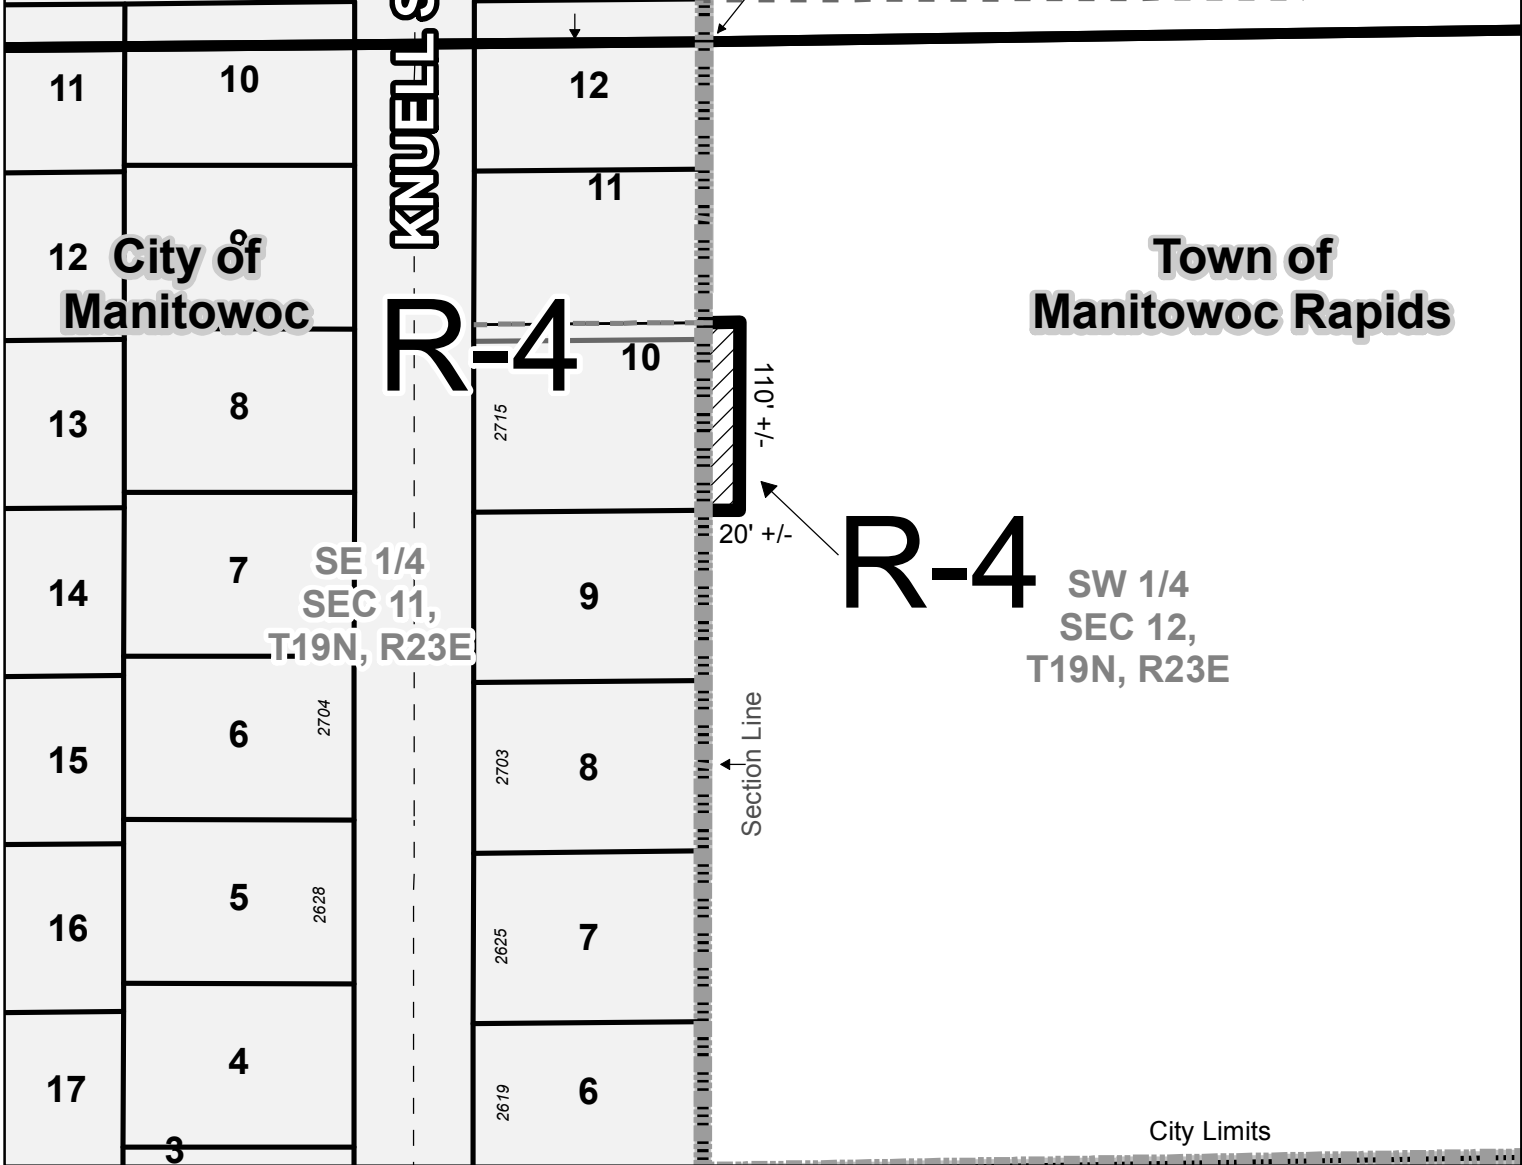 KNUELL S
11
10
12
11
12
9
City of
Manitowoc
Town of
Manitowoc Rapids
R-4
10
13
8
2715
110' +/-
20' +/-
R-4
14
7
SE 1/4
SEC 11,
T19N, R23E
9
SW 1/4
SEC 12,
T19N, R23E
15
6
2704
2703
8
Section Line
16
5
2628
2625
7
17
4
2619
6
3
City Limits